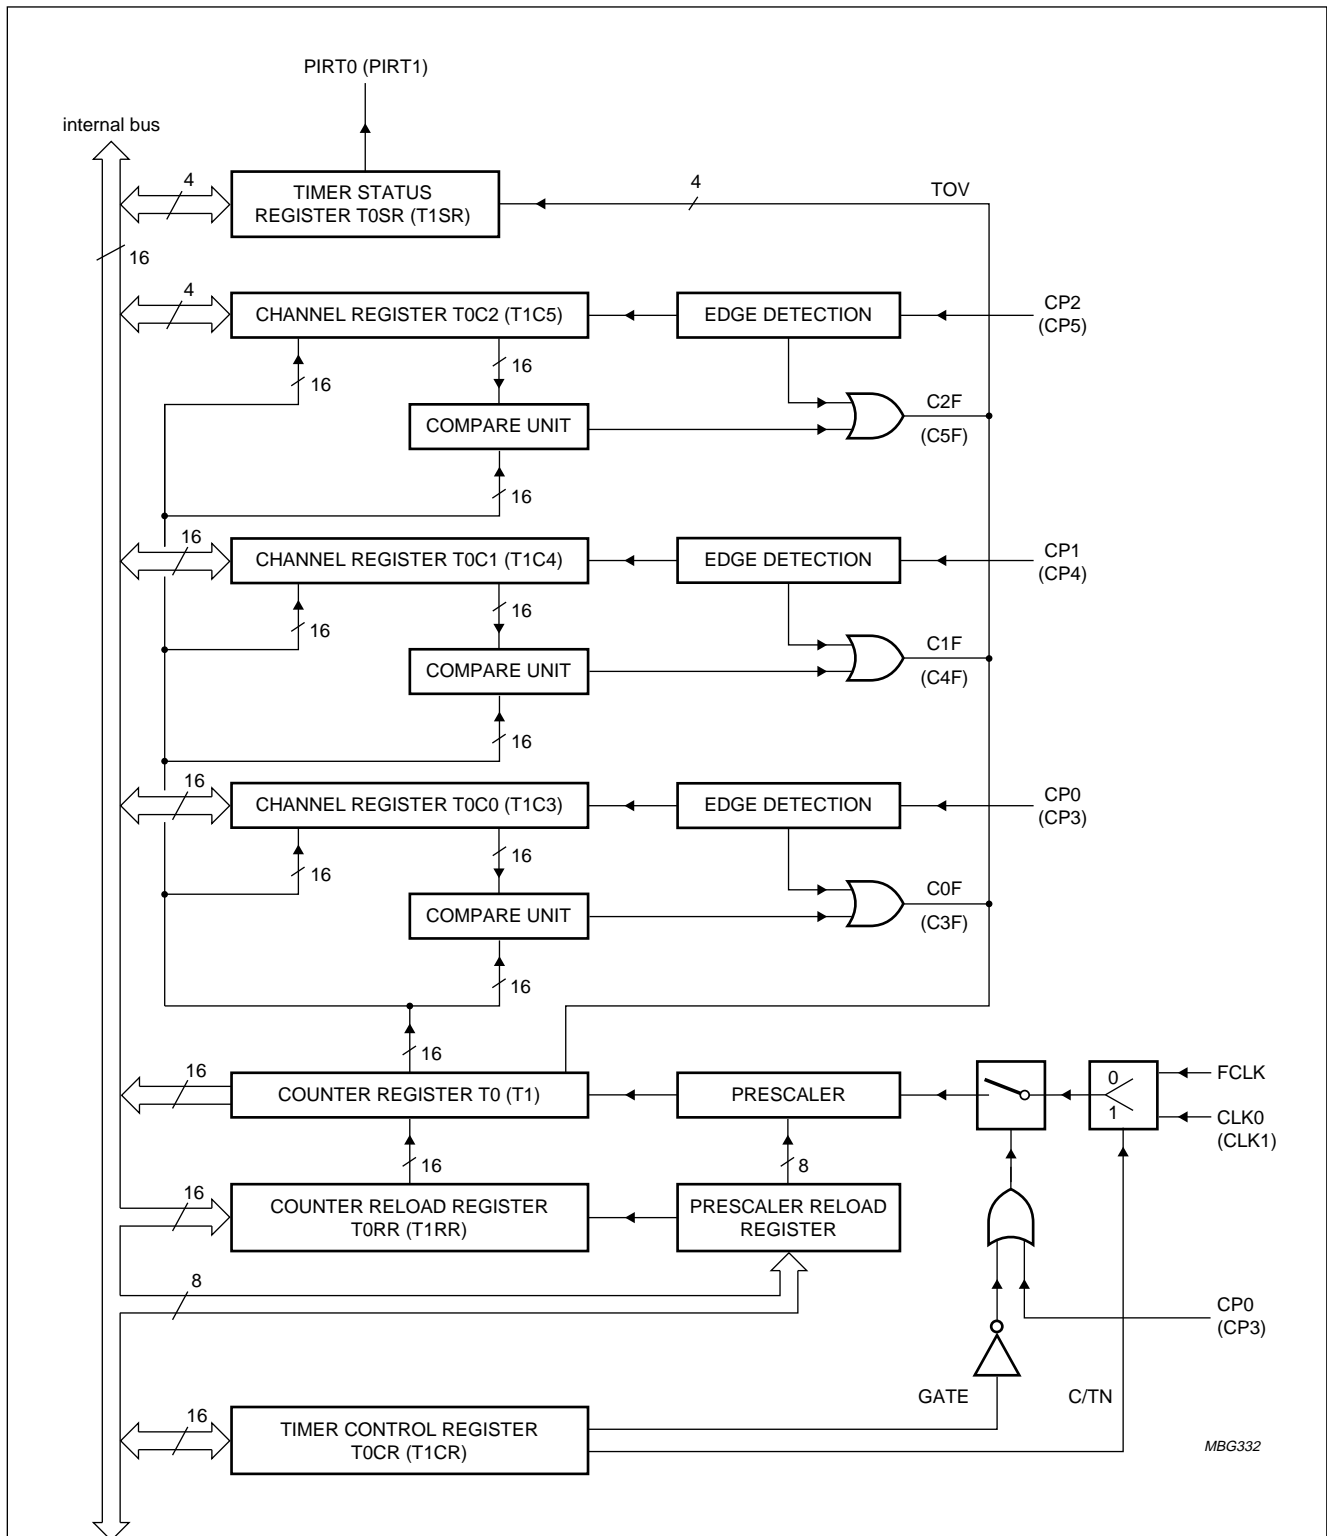 PIRT0 (PIRT1)
internal bus
4
TIMER STATUS
REGISTER T0SR (T1SR)
4
TOV
16
4
CHANNEL REGISTER T0C2 (T1C5)
EDGE DETECTION
CP2
(CP5)
16
16
COMPARE UNIT
C2F
(C5F)
16
16
CHANNEL REGISTER T0C1 (T1C4)
EDGE DETECTION
CP1
(CP4)
16
16
COMPARE UNIT
C1F
(C4F)
16
16
CHANNEL REGISTER T0C0 (T1C3)
EDGE DETECTION
CP0
(CP3)
16
16
COMPARE UNIT
C0F
(C3F)
16
16
16
COUNTER REGISTER T0 (T1)
PRESCALER
0
1
FCLK
CLK0
(CLK1)
16
8
16
COUNTER RELOAD REGISTER
T0RR (T1RR)
PRESCALER RELOAD
REGISTER
8
CP0
(CP3)
GATE
C/TN
16
TIMER CONTROL REGISTER
T0CR (T1CR)
MBG332